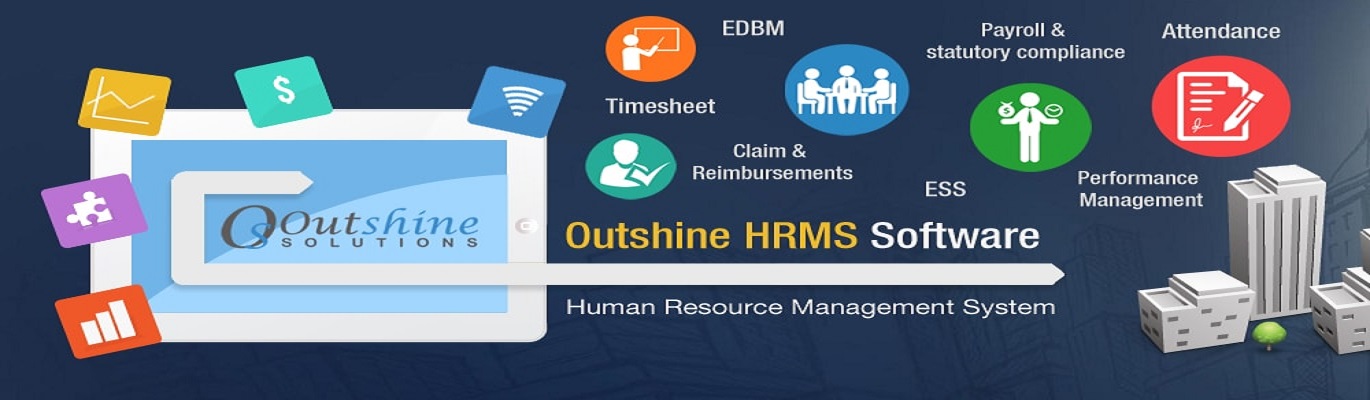 EDBM
Payroll &
statutory compliance
Attendance
Timesheet
Claim &
Reimbursements
ESS
Performance
Management
OS Outshine
SOLUTIONS
Outshine HRMS Software
Human Resource Management System
$